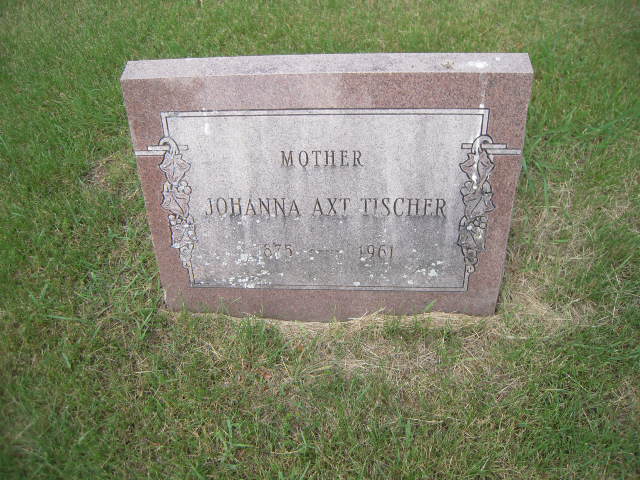 MOTHER
JOHANNA AXT TISCHER
1875 — 1961